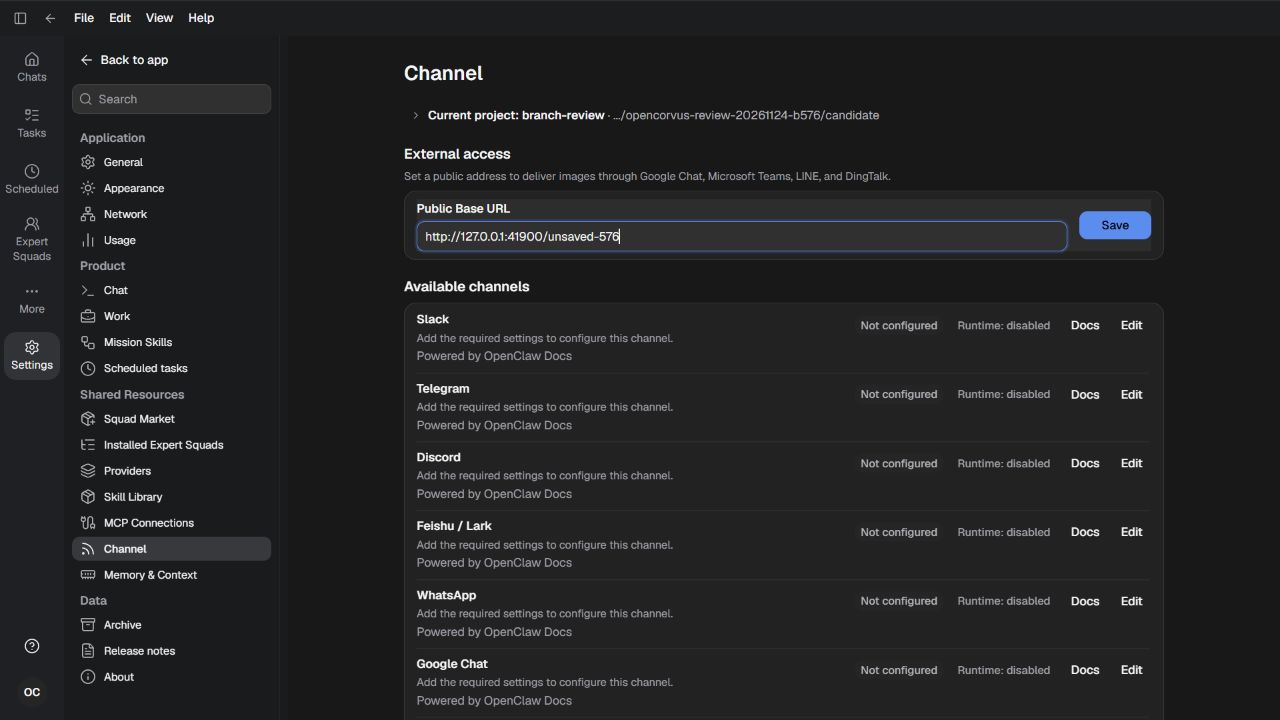 File Edit View Help
Chats
Tasks
Scheduled
Expert
Squads
More
Settings
OC
Back to app
Search
Application
General
Appearance
Network
Usage
Product
Chat
Work
Mission Skills
Scheduled tasks
Shared Resources
Squad Market
Installed Expert Squads
Providers
Skill Library
MCP Connections
Channel
Memory & Context
Data
Archive
Release notes
About
Channel
Current project: branch-review · .../opencorvus-review-20261124-b576/candidate
External access
Set a public address to deliver images through Google Chat, Microsoft Teams, LINE, and DingTalk.
Public Base URL
http://127.0.0.1:41900/unsaved-576
Save
Available channels
Slack
Add the required settings to configure this channel.
Powered by OpenClaw Docs
Not configured Runtime: disabled Docs Edit
Telegram
Add the required settings to configure this channel.
Powered by OpenClaw Docs
Not configured Runtime: disabled Docs Edit
Discord
Add the required settings to configure this channel.
Powered by OpenClaw Docs
Not configured Runtime: disabled Docs Edit
Feishu / Lark
Add the required settings to configure this channel.
Powered by OpenClaw Docs
Not configured Runtime: disabled Docs Edit
WhatsApp
Add the required settings to configure this channel.
Powered by OpenClaw Docs
Not configured Runtime: disabled Docs Edit
Google Chat
Add the required settings to configure this channel.
Powered by OpenClaw Docs
Not configured Runtime: disabled Docs Edit